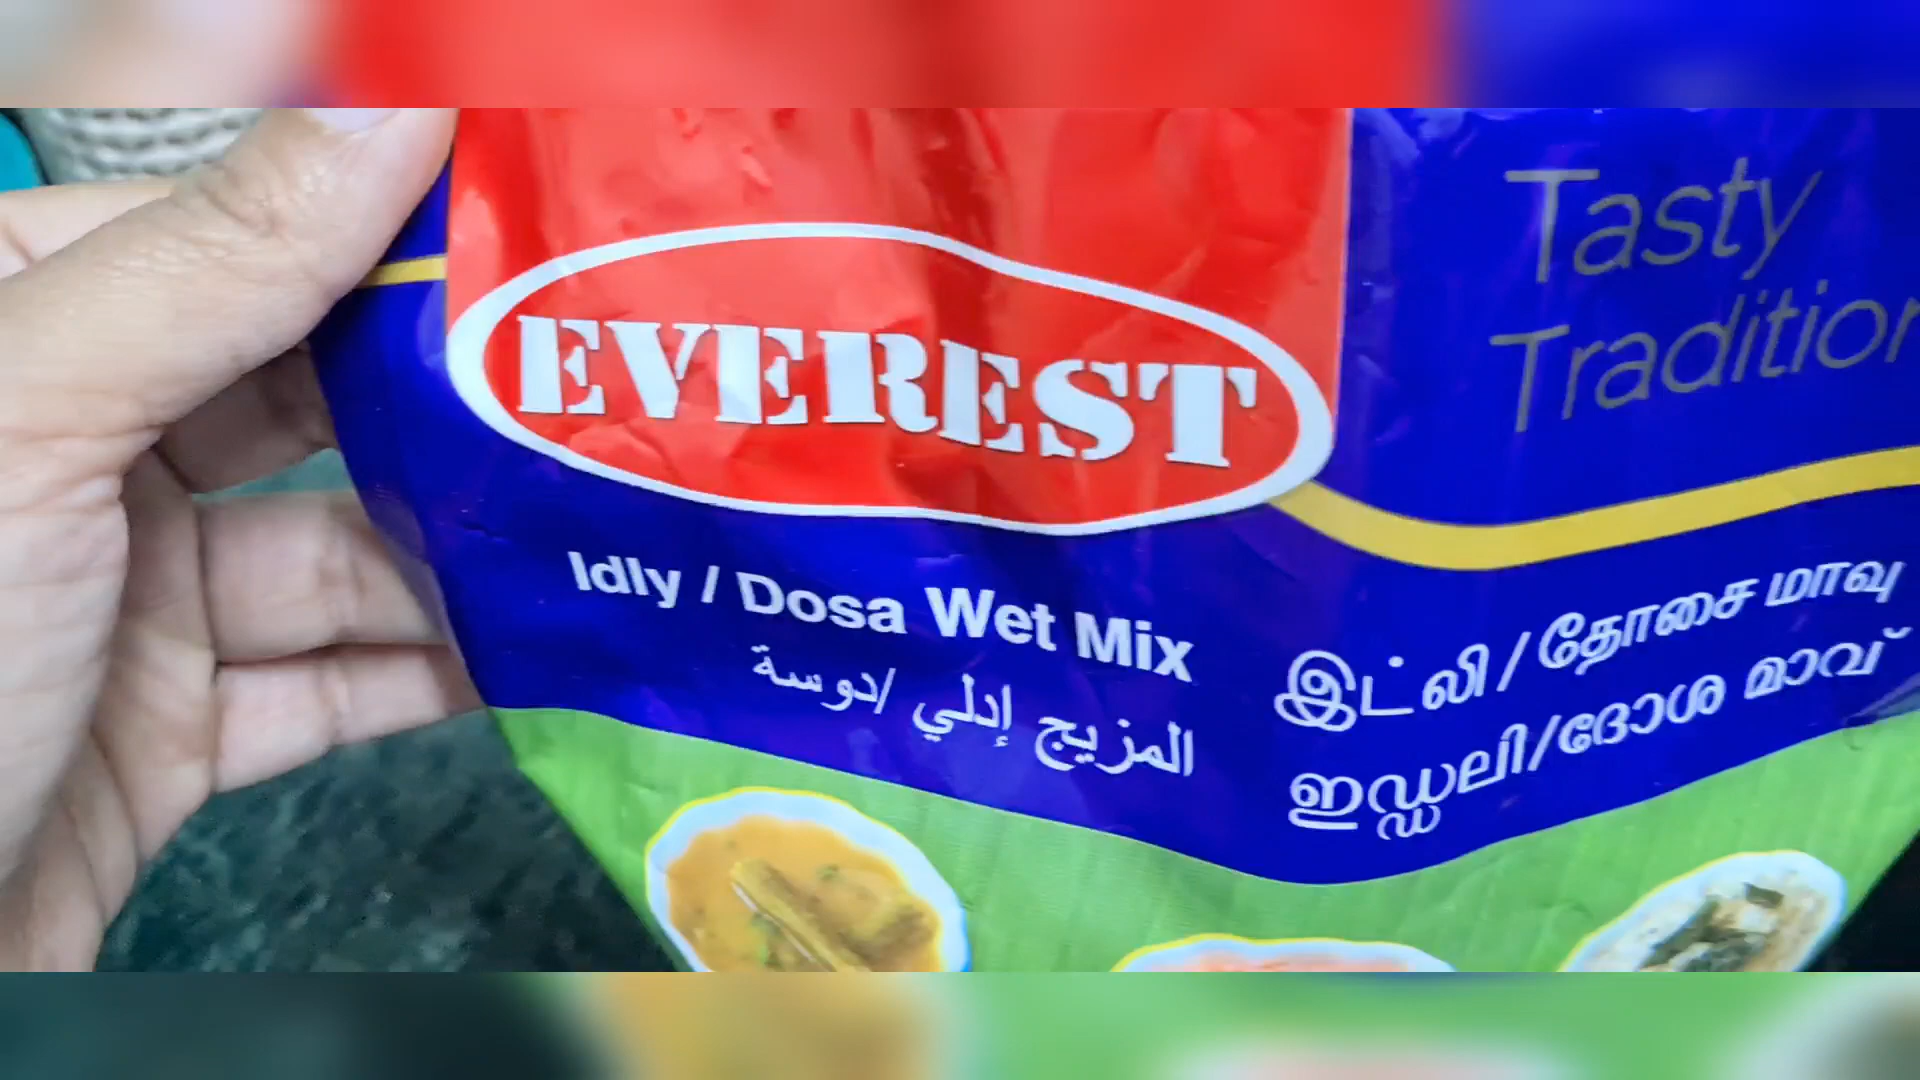 EVEREST
Tasty
Tradition
Idly / Dosa Wet Mix
المزيج إدلي /دوسة
இட்லி/தோசை மாவு
ഇഡ്ഡലി/ദോശ മാവ്